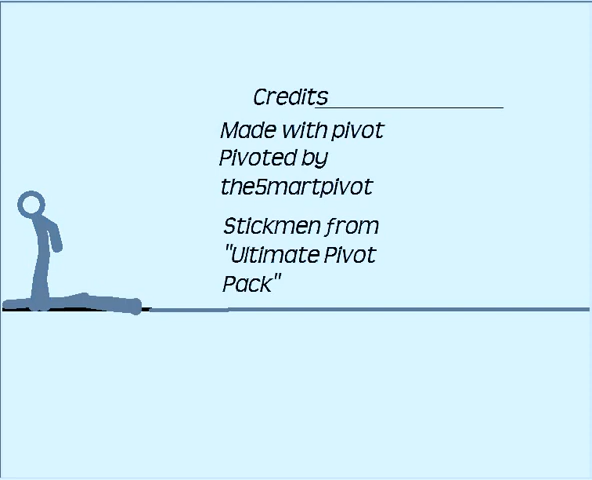 Credits
Made with pivot
Pivoted by
the5martpivot
Stickmen from
"Ultimate Pivot
Pack"